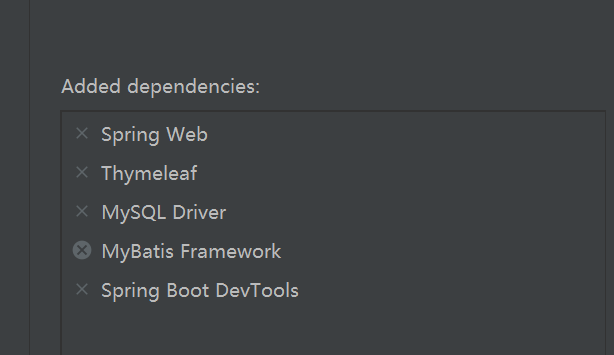 Added dependencies:
Spring Web
Thymeleaf
MySQL Driver
MyBatis Framework
Spring Boot DevTools